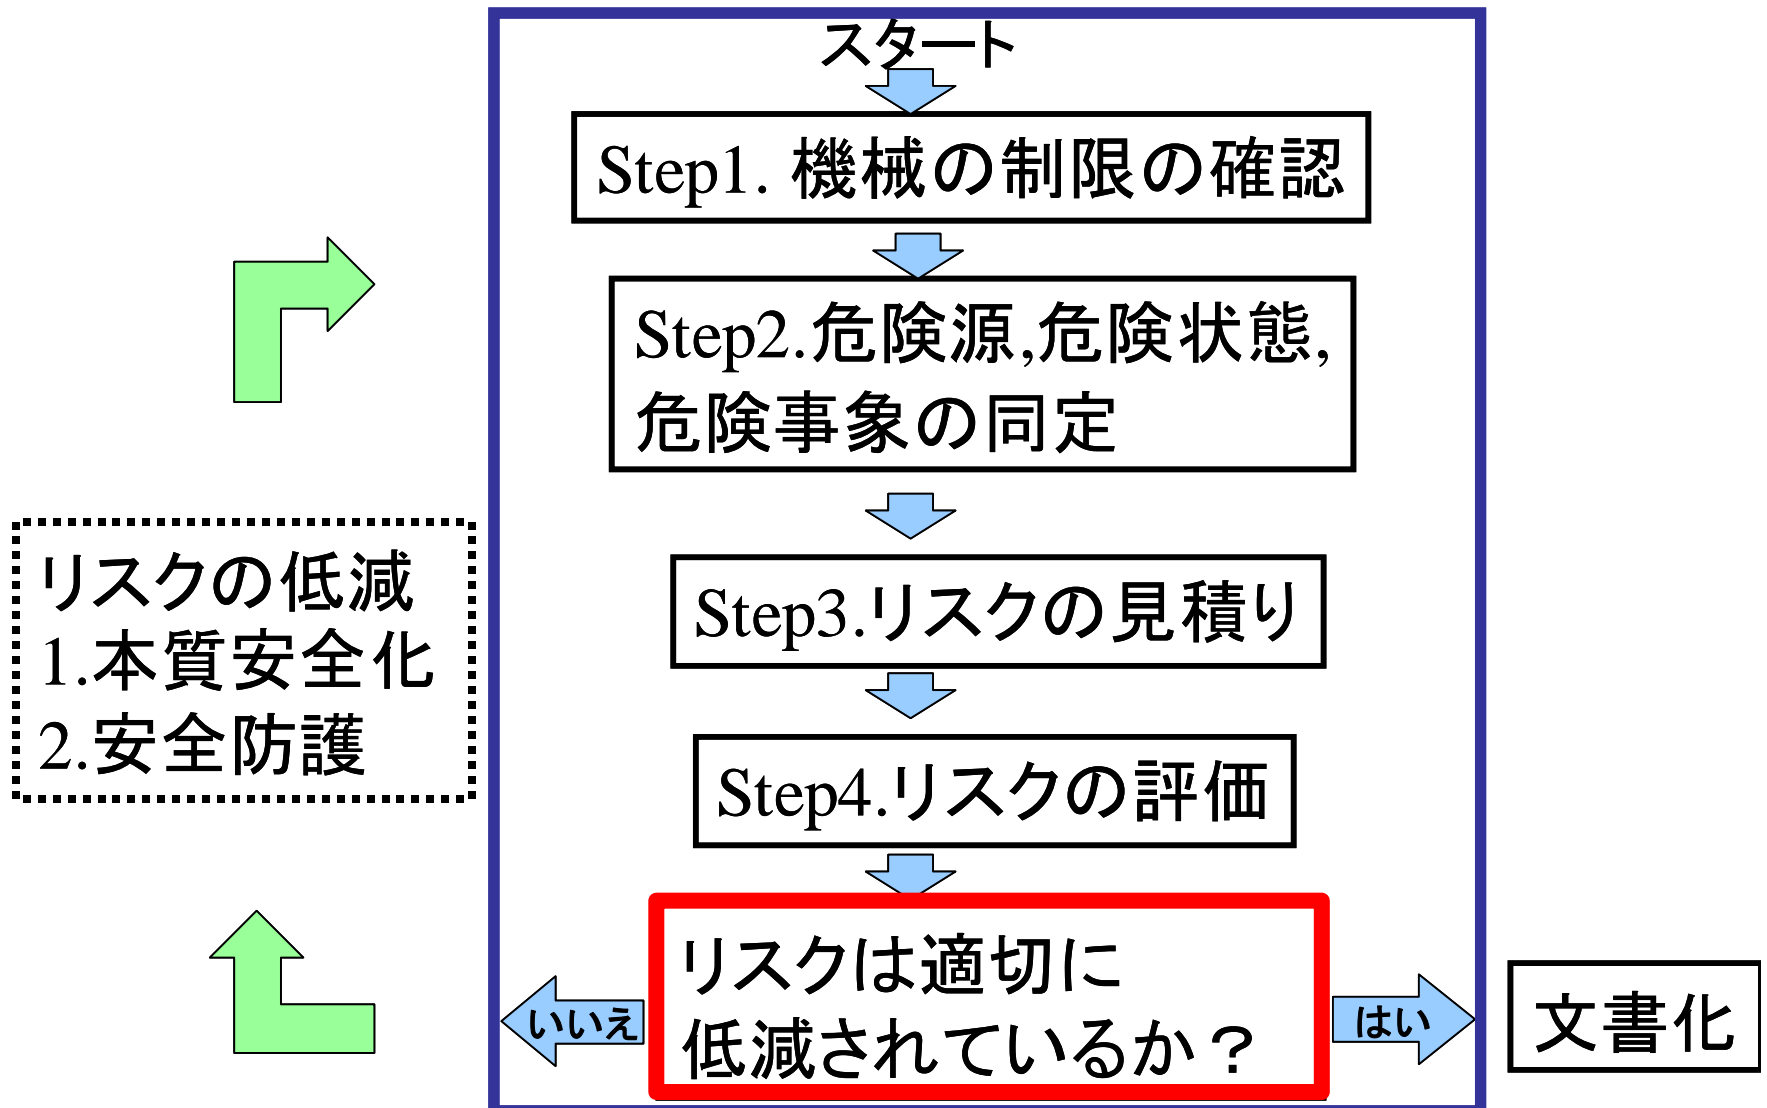 スタート
Step1. 機械の制限の確認
Step2.危険源,危険状態,
危険事象の同定
Step3.リスクの見積り
Step4.リスクの評価
リスクは適切に
低減されているか？
いいえ
はい
文書化
リスクの低減
1.本質安全化
2.安全防護